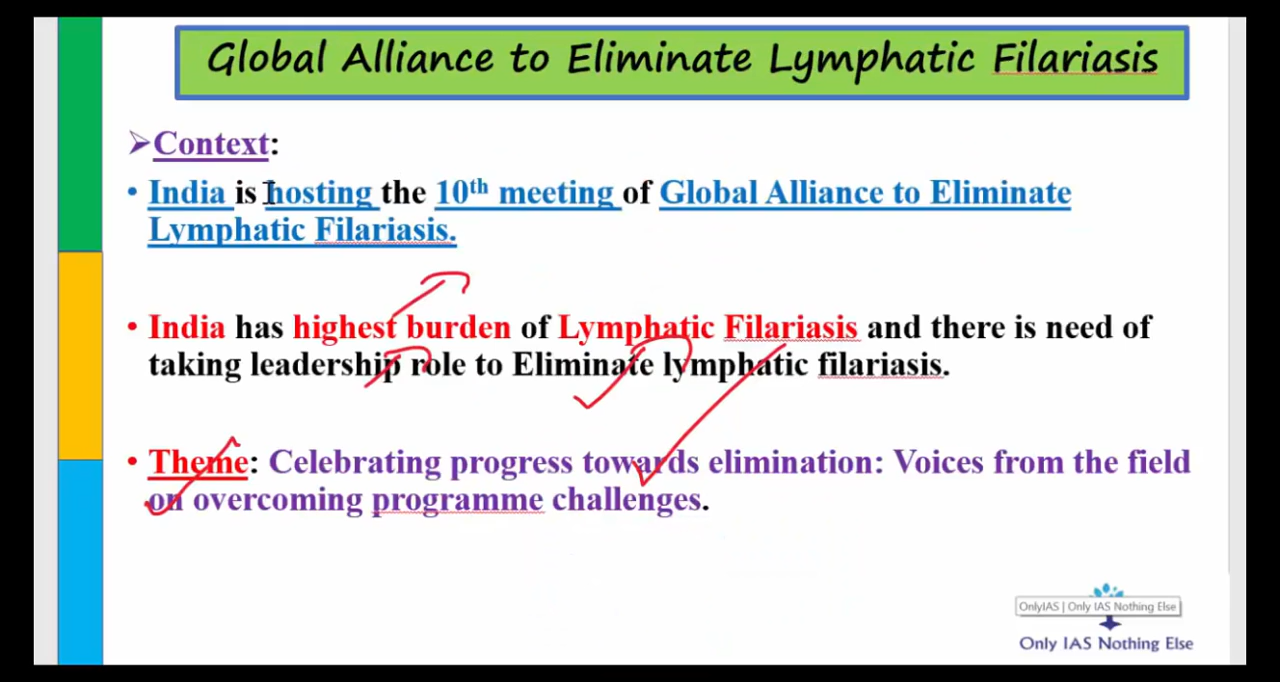 Global Alliance to Eliminate Lymphatic Filariasis
➢Context:
• India is hosting the 10th meeting of Global Alliance to Eliminate
Lymphatic Filariasis.
• India has highest burden of Lymphatic Filariasis and there is need of
taking leadership role to Eliminate lymphatic filariasis.
• Theme: Celebrating progress towards elimination: Voices from the field
on overcoming programme challenges.
OnlyIAS | Only IAS Nothing Else
Only IAS Nothing Else